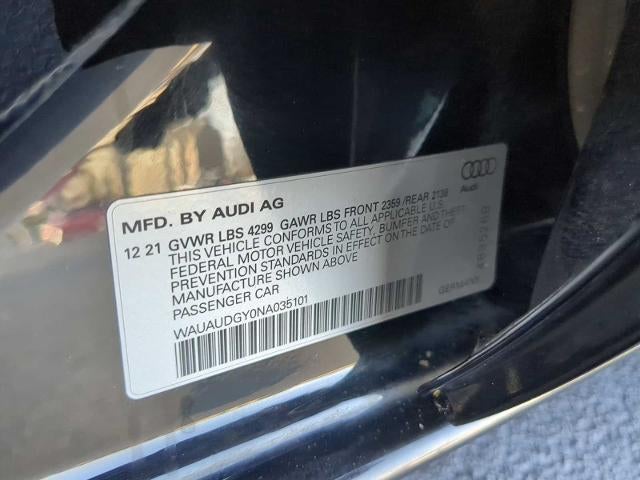 Audi
MFD. BY AUDI AG
12 21 GVWR LBS 4299 GAWR LBS FRONT 2359/REAR 2138
THIS VEHICLE CONFORMS TO ALL APPLICABLE U.S.
FEDERAL MOTOR VEHICLE SAFETY, BUMPER AND THEFT
PREVENTION STANDARDS IN EFFECT ON THE DATE OF
MANUFACTURE SHOWN ABOVE
PASSENGER CAR
WAUAUDGY0NA035101
GERMANY